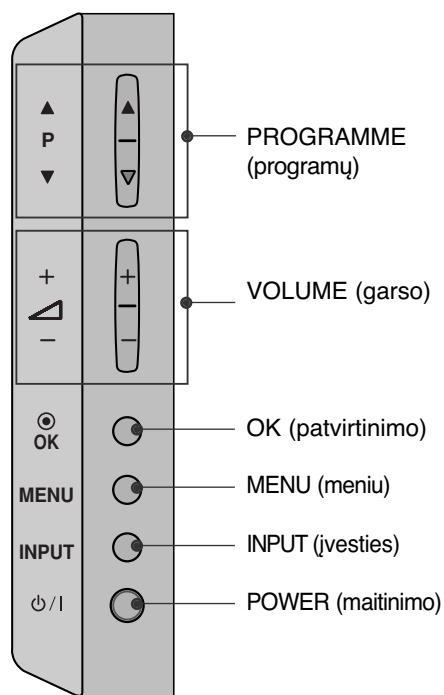 ▲
P
▼
PROGRAMME
(programų)
+
−
VOLUME (garso)
+
−
OK
OK (patvirtinimo)
MENU
MENU (meniu)
INPUT
INPUT (įvesties)
⏻/I
POWER (maitinimo)